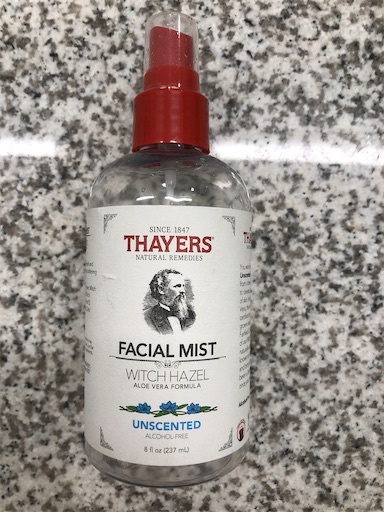 SINCE 1847
THAYERS®
NATURAL REMEDIES
FACIAL MIST
WITCH HAZEL
ALOE VERA FORMULA
UNSCENTED
ALCOHOL-FREE
8 fl oz (237 mL)